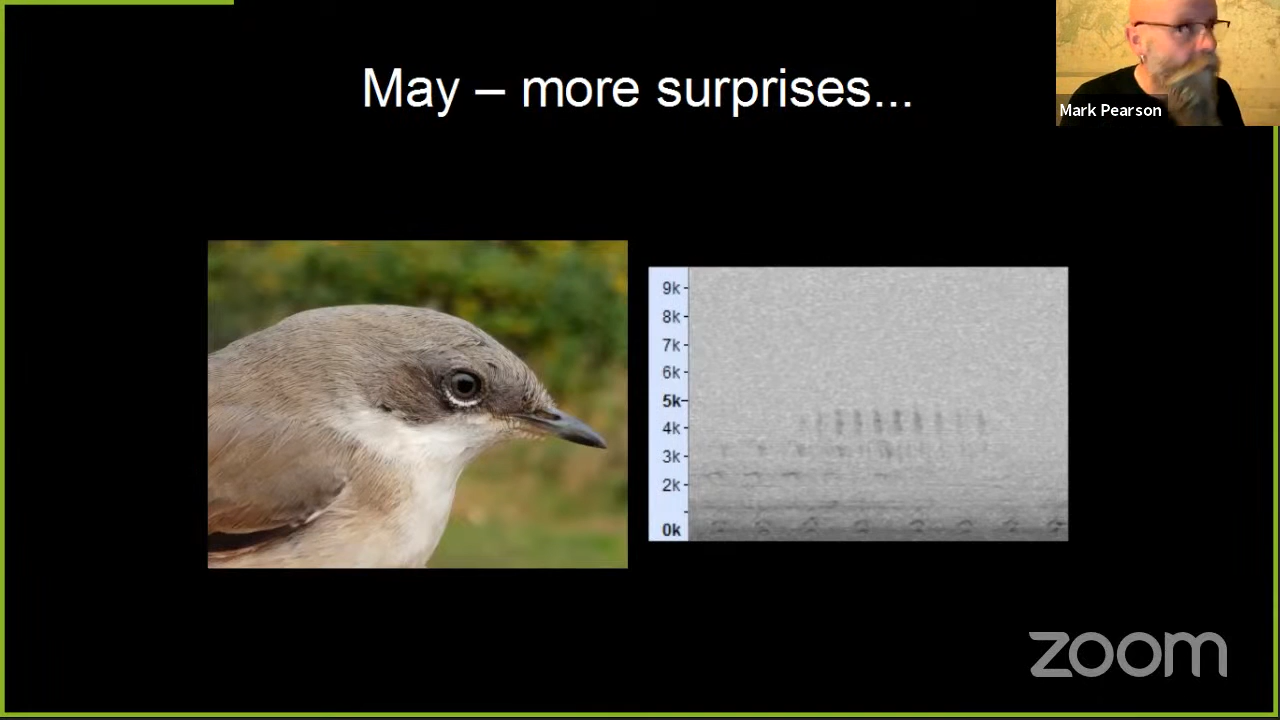 May – more surprises...
Mark Pearson
9k
8k
7k
6k
5k
4k
3k
2k
0k
zoom